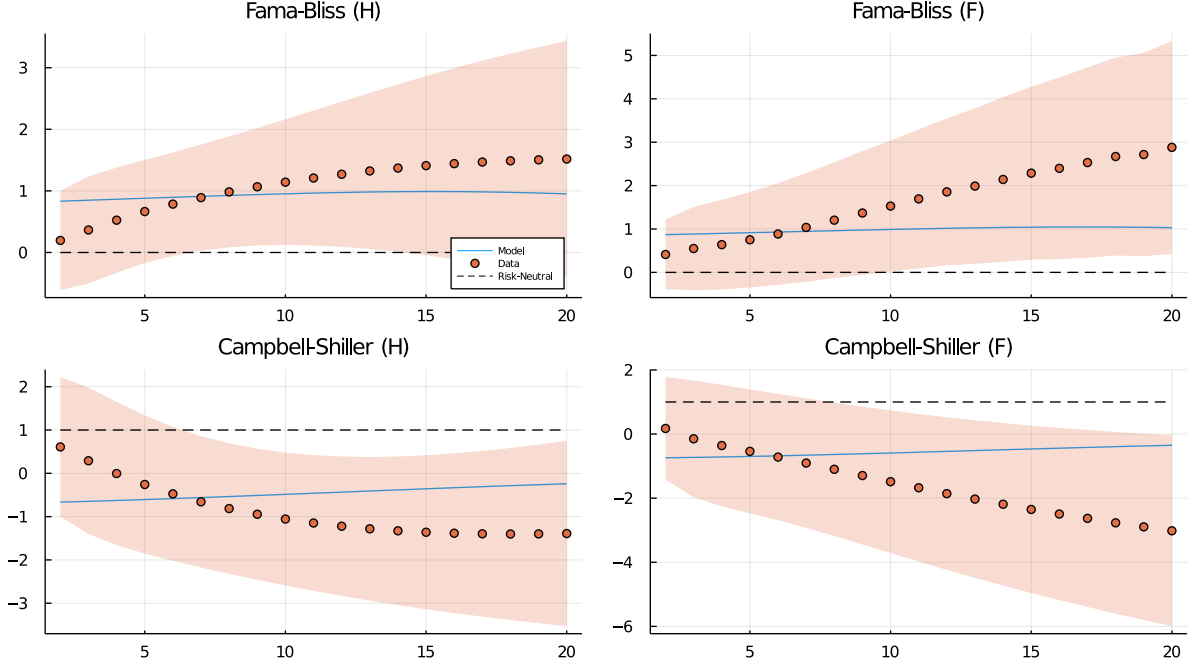 Fama-Bliss (H)
3
2
1
0
Model
Data
Risk-Neutral
5 10 15 20
Fama-Bliss (F)
5
4
3
2
1
0
5 10 15 20
Campbell-Shiller (H)
2
1
0
−1
−2
−3
5 10 15 20
Campbell-Shiller (F)
2
0
−2
−4
−6
5 10 15 20